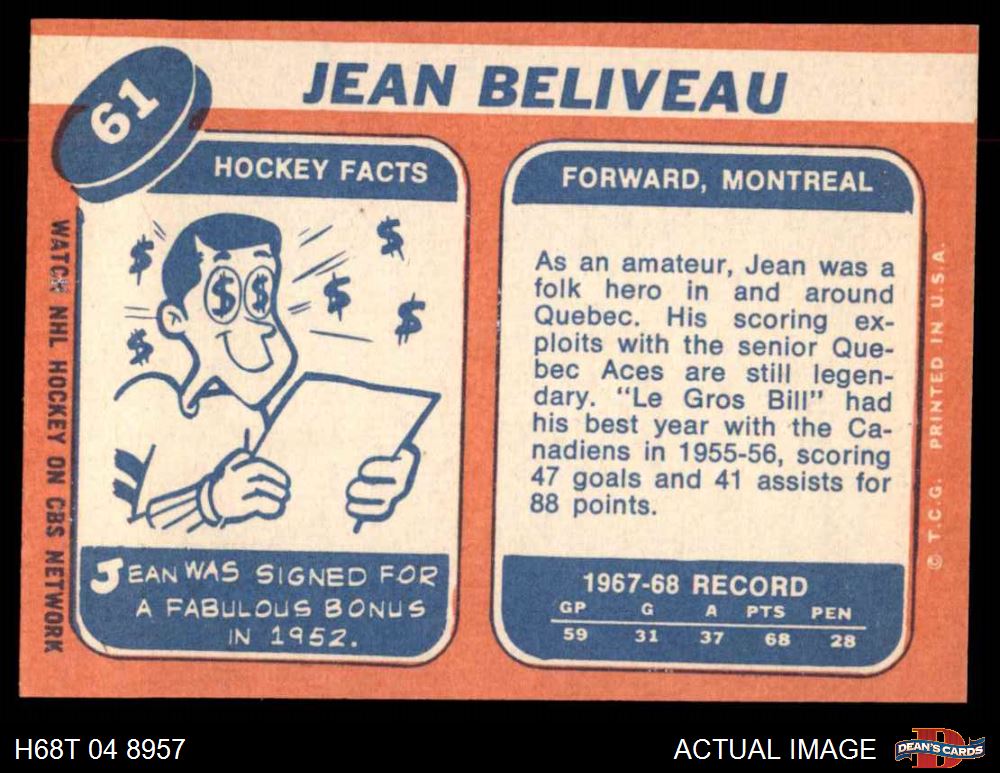 61
JEAN BELIVEAU
HOCKEY FACTS
$ $ $ $ $ $ $
JEAN WAS SIGNED FOR
A FABULOUS BONUS
IN 1952.
FORWARD, MONTREAL
As an amateur, Jean was a
folk hero in and around
Quebec. His scoring ex-
ploits with the senior Que-
bec Aces are still legen-
dary. "Le Gros Bill" had
his best year with the Ca-
nadiens in 1955-56, scoring
47 goals and 41 assists for
88 points.
1967-68 RECORD
GP G A PTS PEN
59 31 37 68 28
WATCH NHL HOCKEY ON CBS NETWORK
© T.C.G. PRINTED IN U.S.A.
H68T 04 8957
ACTUAL IMAGE
D
DEAN'S CARDS